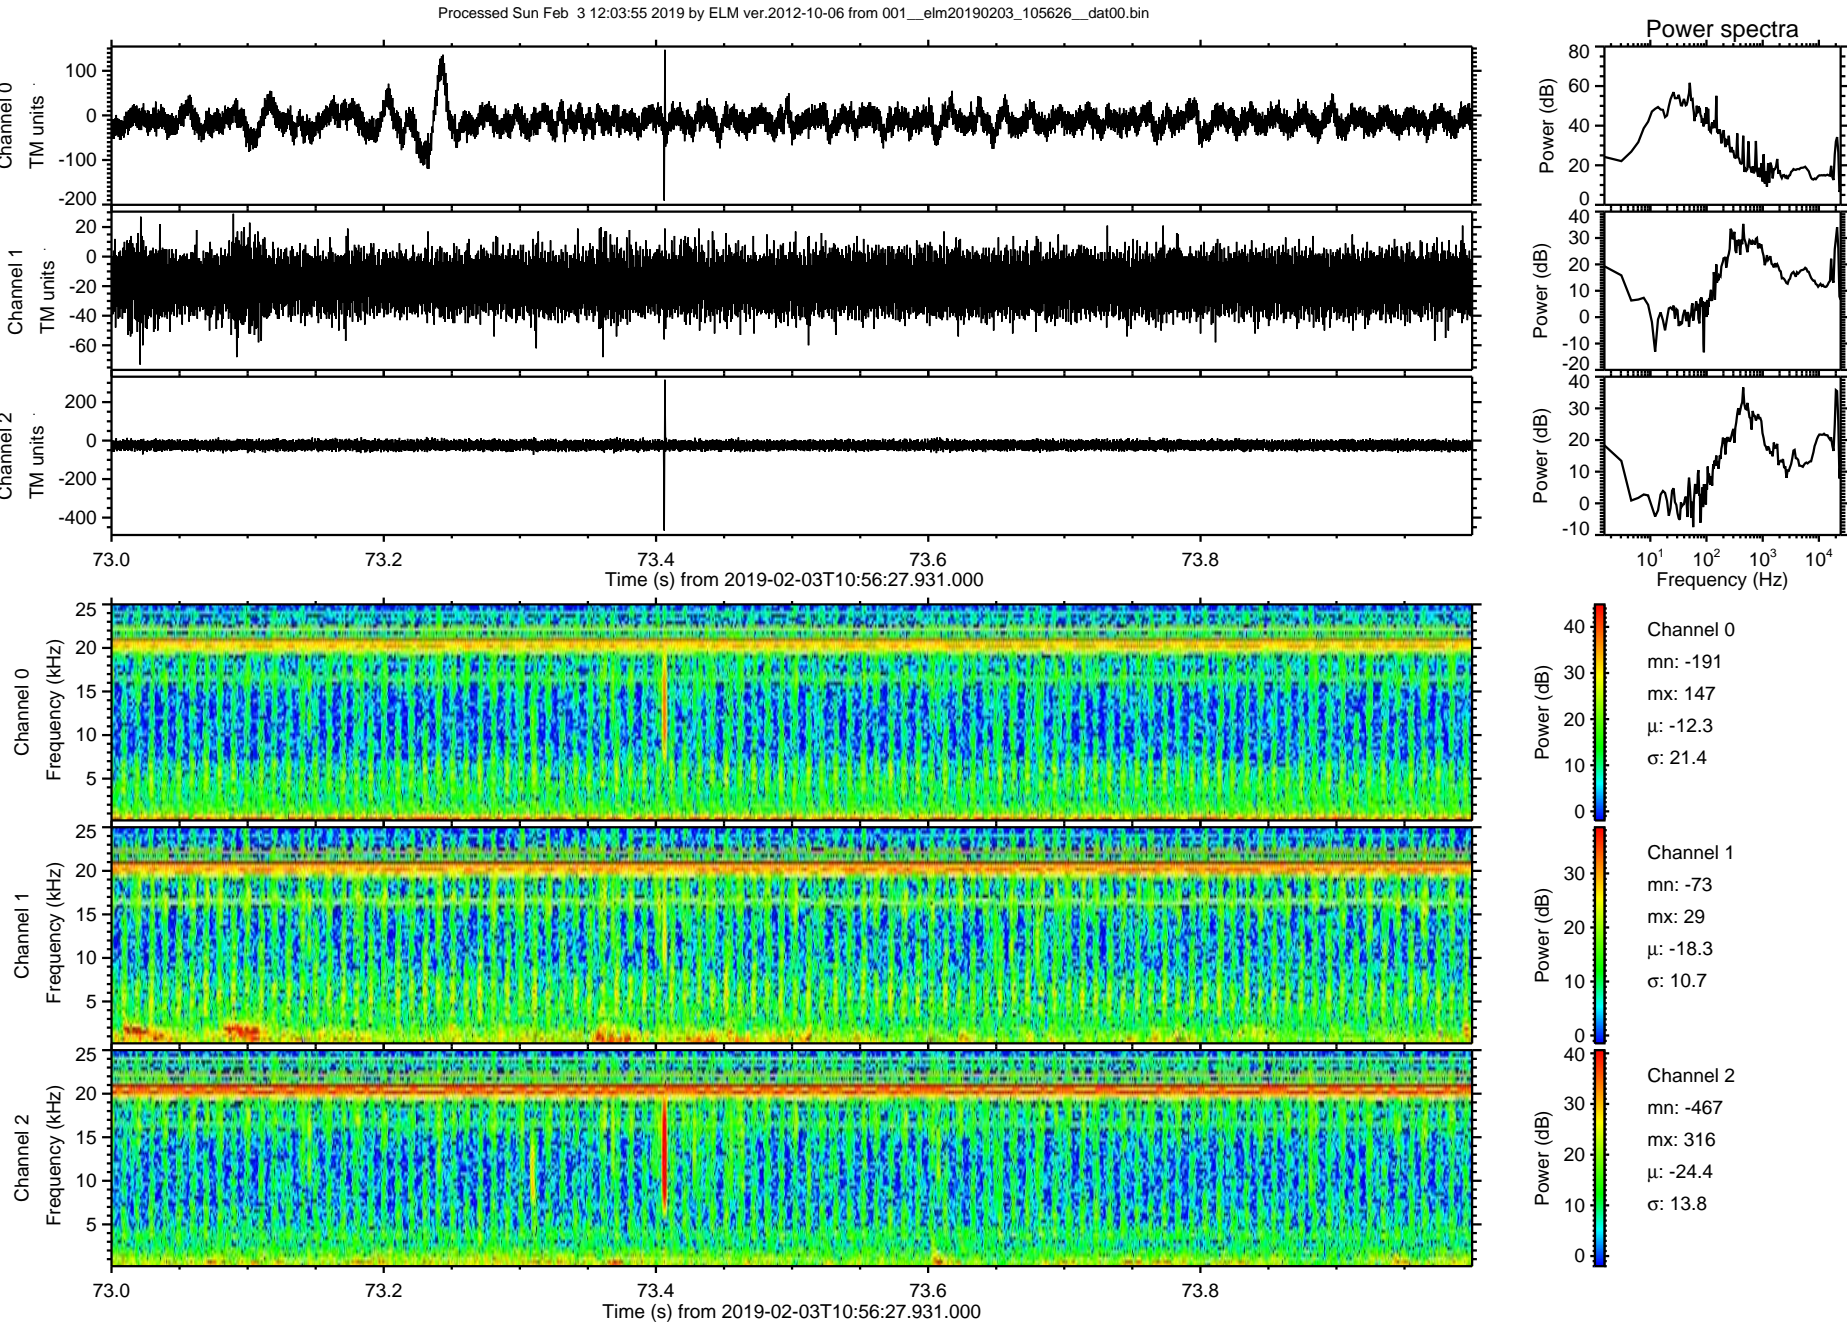 Processed Sun Feb  3 12:03:55 2019 by ELM ver.2012-10-06 from 001__elm20190203_105626__dat00.bin
Power spectra
Channel 0
TM units
100
0
-100
-200
Power (dB)
80
60
40
20
0
Channel 1
TM units
20
0
-20
-40
-60
Power (dB)
40
30
20
10
0
-10
-20
Channel 2
TM units
200
0
-200
-400
Power (dB)
40
30
20
10
0
-10
73.0 73.2 73.4 73.6 73.8
Time (s) from 2019-02-03T10:56:27.931.000
10¹ 10² 10³ 10⁴
Frequency (Hz)
Channel 0
Frequency (kHz)
25
20
15
10
5
Power (dB)
40
30
20
10
0
Channel 0
mn: -191
mx: 147
μ: -12.3
σ: 21.4
Channel 1
Frequency (kHz)
25
20
15
10
5
Power (dB)
30
20
10
0
Channel 1
mn: -73
mx: 29
μ: -18.3
σ: 10.7
Channel 2
Frequency (kHz)
25
20
15
10
5
Power (dB)
40
30
20
10
0
Channel 2
mn: -467
mx: 316
μ: -24.4
σ: 13.8
73.0 73.2 73.4 73.6 73.8
Time (s) from 2019-02-03T10:56:27.931.000